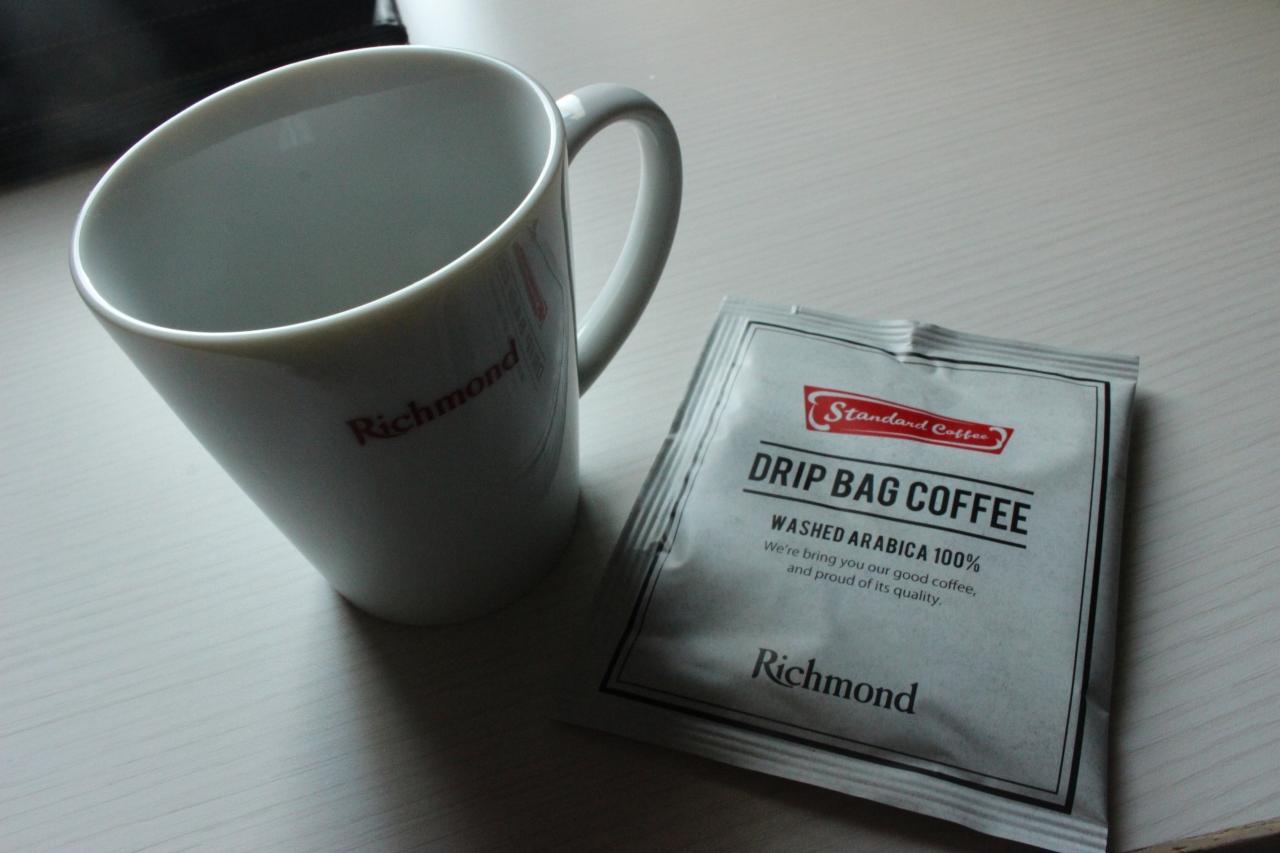 Richmond
Standard Coffee
DRIP BAG COFFEE
WASHED ARABICA 100%
We're bring you our good coffee,
and proud of its quality.
Richmond